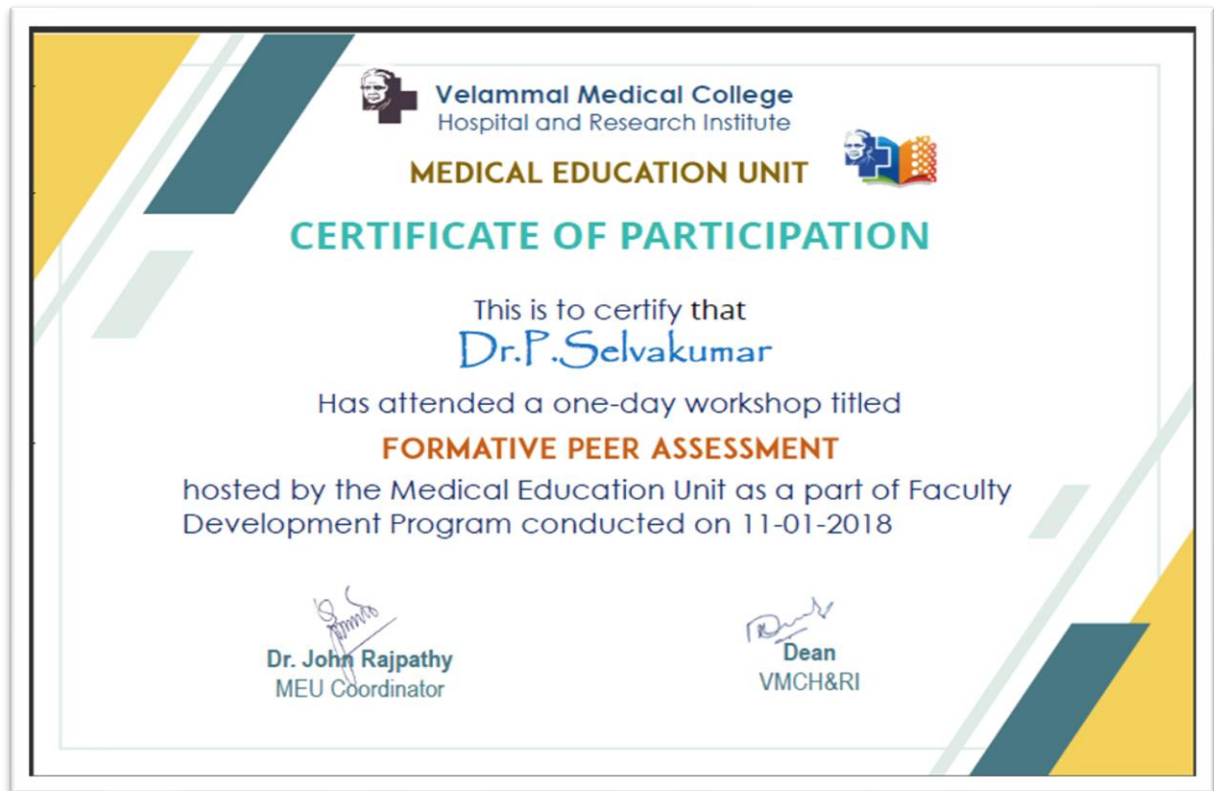 Velammal Medical College
Hospital and Research Institute
MEDICAL EDUCATION UNIT
CERTIFICATE OF PARTICIPATION
This is to certify that
Dr.P.Selvakumar
Has attended a one-day workshop titled
FORMATIVE PEER ASSESSMENT
hosted by the Medical Education Unit as a part of Faculty
Development Program conducted on 11-01-2018
Dr. John Rajpathy
MEU Coordinator
Dean
VMCH&RI